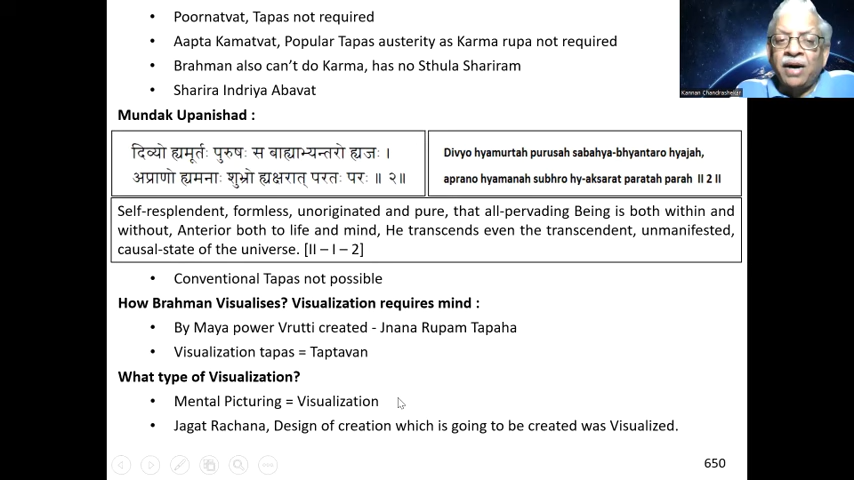 Poornatvat, Tapas not required
Aapta Kamatvat, Popular Tapas austerity as Karma rupa not required
Brahman also can't do Karma, has no Sthula Shariram
Sharira Indriya Abavat
Mundak Upanishad :
दिव्यो ह्यमूर्तः पुरुषः स बाह्याभ्यन्तरो ह्यजः ।
अप्राणो ह्यमनाः शुभ्रो ह्यक्षरात् परतः परः ॥ २॥
Divyo hyamurtah purusah sabahya-bhyantaro hyajah,
aprano hyamanah subhro hy-aksarat paratah parah II 2 II
Self-resplendent, formless, unoriginated and pure, that all-pervading Being is both within and
without, Anterior both to life and mind, He transcends even the transcendent, unmanifested,
causal-state of the universe. [II – I – 2]
Conventional Tapas not possible
How Brahman Visualises? Visualization requires mind :
By Maya power Vrutti created - Jnana Rupam Tapaha
Visualization tapas = Taptavan
What type of Visualization?
Mental Picturing = Visualization
Jagat Rachana, Design of creation which is going to be created was Visualized.
650
Kannan Chandrashekar